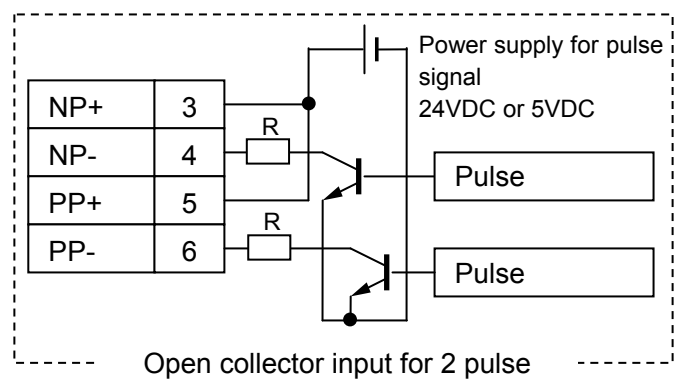 Power supply for pulse
signal
24VDC or 5VDC
NP+ 3
R
NP- 4
Pulse
PP+ 5
R
PP- 6
Pulse
Open collector input for 2 pulse